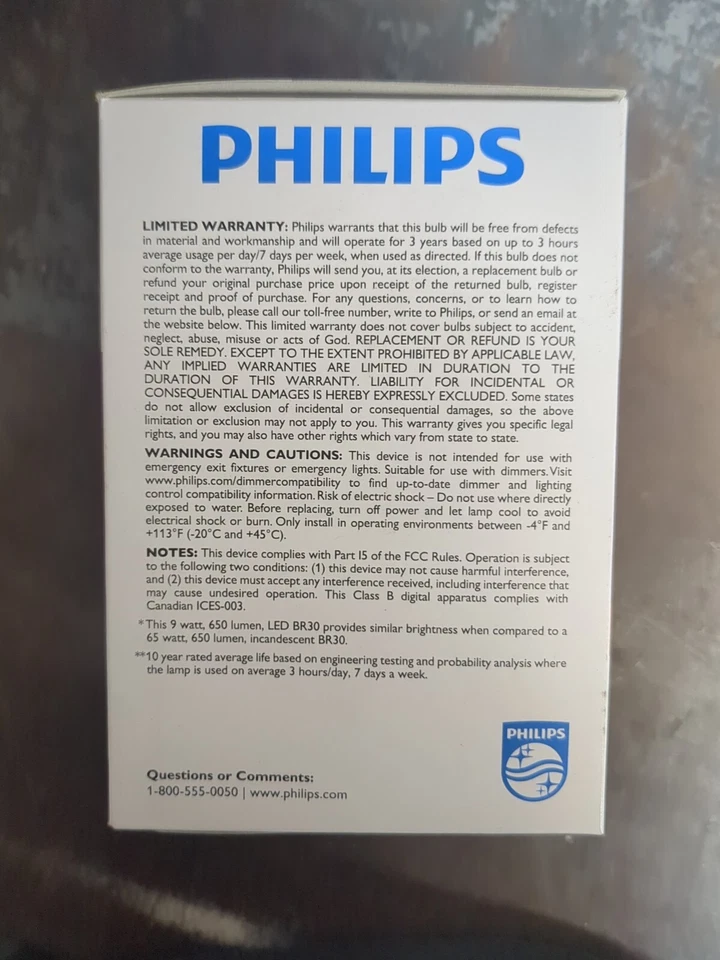 PHILIPS
LIMITED WARRANTY: Philips warrants that this bulb will be free from defects
in material and workmanship and will operate for 3 years based on up to 3 hours
average usage per day/7 days per week, when used as directed. If this bulb does not
conform to the warranty, Philips will send you, at its election, a replacement bulb or
refund your original purchase price upon receipt of the returned bulb, register
receipt and proof of purchase. For any questions, concerns, or to learn how to
return the bulb, please call our toll-free number, write to Philips, or send an email at
the website below. This limited warranty does not cover bulbs subject to accident,
neglect, abuse, misuse or acts of God. REPLACEMENT OR REFUND IS YOUR
SOLE REMEDY. EXCEPT TO THE EXTENT PROHIBITED BY APPLICABLE LAW,
ANY IMPLIED WARRANTIES ARE LIMITED IN DURATION TO THE
DURATION OF THIS WARRANTY. LIABILITY FOR INCIDENTAL OR
CONSEQUENTIAL DAMAGES IS HEREBY EXPRESSLY EXCLUDED. Some states
do not allow exclusion of incidental or consequential damages, so the above
limitation or exclusion may not apply to you. This warranty gives you specific legal
rights, and you may also have other rights which vary from state to state.
WARNINGS AND CAUTIONS: This device is not intended for use with
emergency exit fixtures or emergency lights. Suitable for use with dimmers. Visit
www.philips.com/dimmercompatibility to find up-to-date dimmer and lighting
control compatibility information. Risk of electric shock – Do not use where directly
exposed to water. Before replacing, turn off power and let lamp cool to avoid
electrical shock or burn. Only install in operating environments between -4°F and
+113°F (-20°C and +45°C).
NOTES: This device complies with Part 15 of the FCC Rules. Operation is subject
to the following two conditions: (1) this device may not cause harmful interference,
and (2) this device must accept any interference received, including interference that
may cause undesired operation. This Class B digital apparatus complies with
Canadian ICES-003.
*This 9 watt, 650 lumen, LED BR30 provides similar brightness when compared to a
65 watt, 650 lumen, incandescent BR30.
**10 year rated average life based on engineering testing and probability analysis where
the lamp is used on average 3 hours/day, 7 days a week.
PHILIPS
Questions or Comments:
1-800-555-0050 | www.philips.com